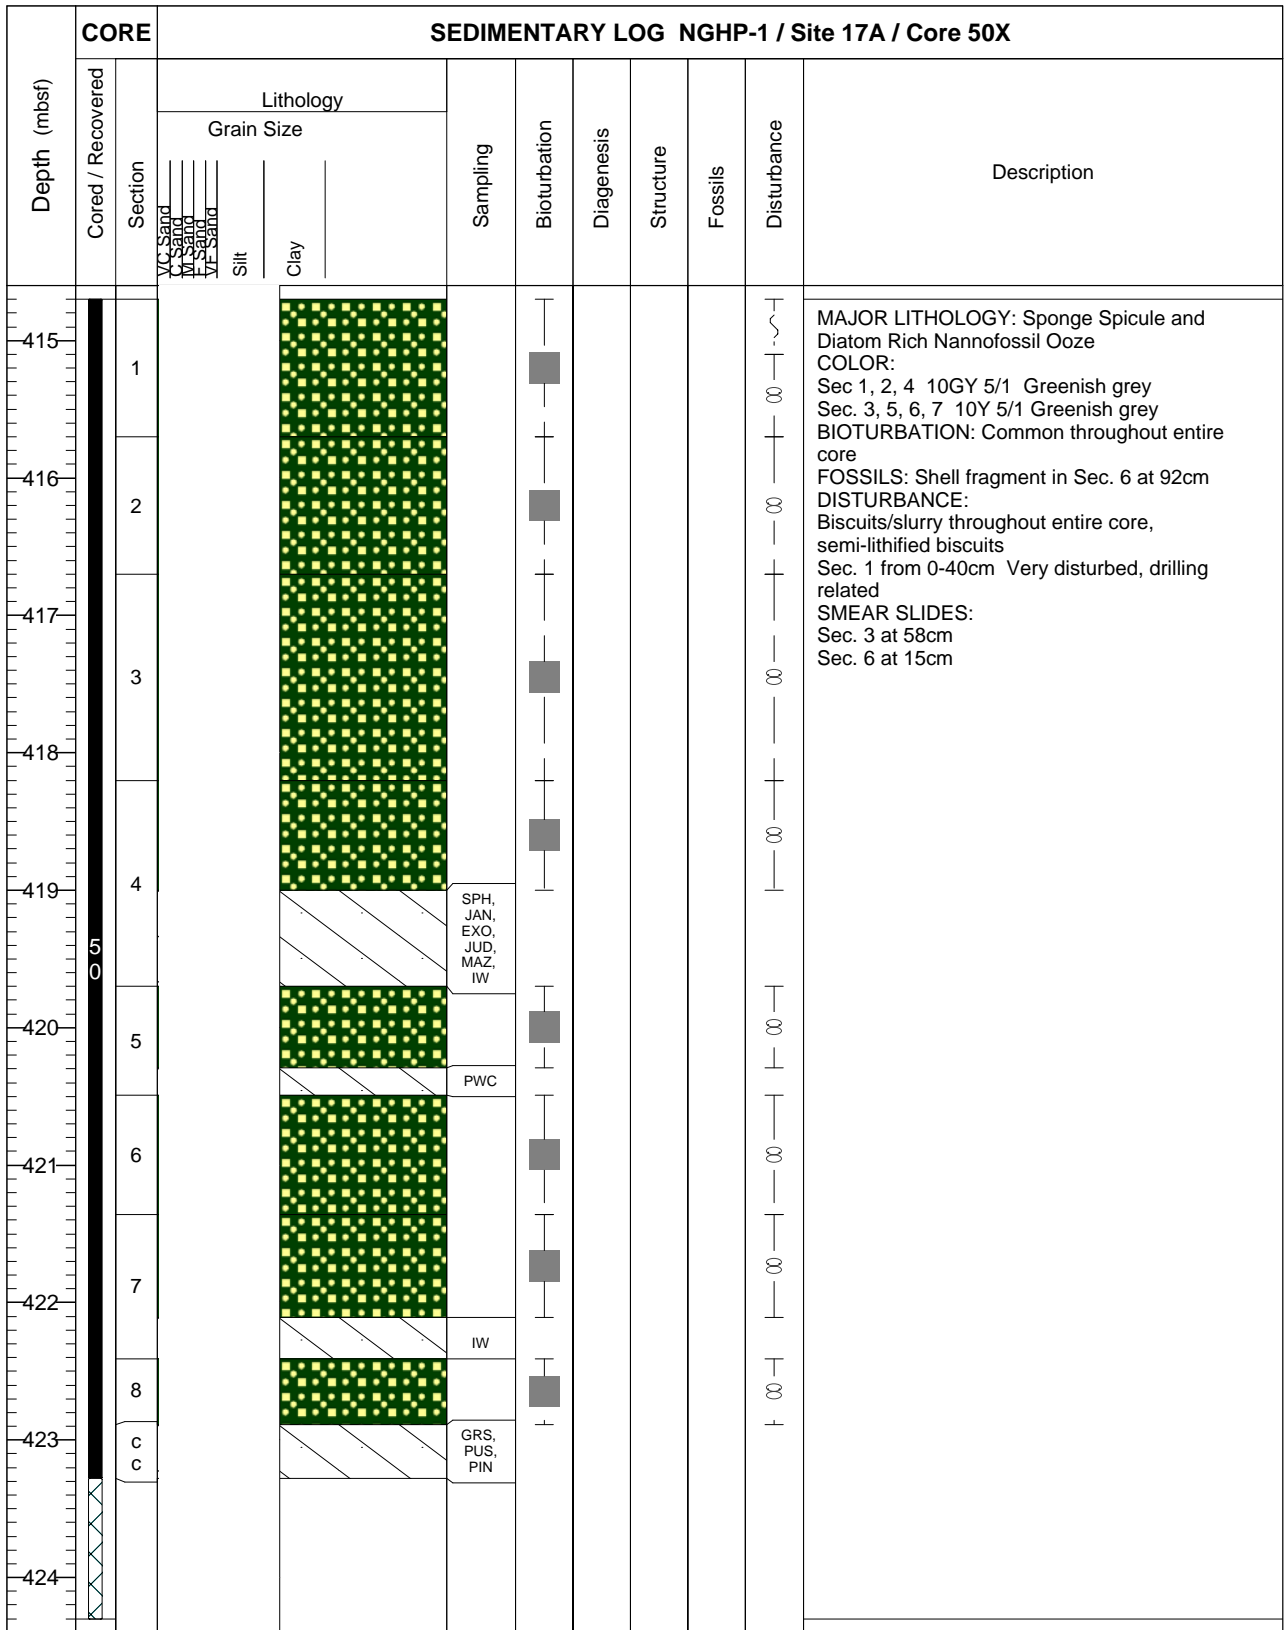 CORE
SEDIMENTARY LOG NGHP-1 / Site 17A / Core 50X
Depth (mbsf)
Cored / Recovered
Section
Lithology
Grain Size
VC Sand
C Sand
M Sand
F Sand
VF Sand
Silt
Clay
Sampling
Bioturbation
Diagenesis
Structure
Fossils
Disturbance
Description
415
416
417
418
419
420
421
422
423
424
5
0
1
2
3
4
5
6
7
8
c
c
SPH,
JAN,
EXO,
JUD,
MAZ,
IW
PWC
IW
GRS,
PUS,
PIN
MAJOR LITHOLOGY: Sponge Spicule and
Diatom Rich Nannofossil Ooze
COLOR:
Sec 1, 2, 4 10GY 5/1 Greenish grey
Sec. 3, 5, 6, 7 10Y 5/1 Greenish grey
BIOTURBATION: Common throughout entire
core
FOSSILS: Shell fragment in Sec. 6 at 92cm
DISTURBANCE:
Biscuits/slurry throughout entire core,
semi-lithified biscuits
Sec. 1 from 0-40cm Very disturbed, drilling
related
SMEAR SLIDES:
Sec. 3 at 58cm
Sec. 6 at 15cm